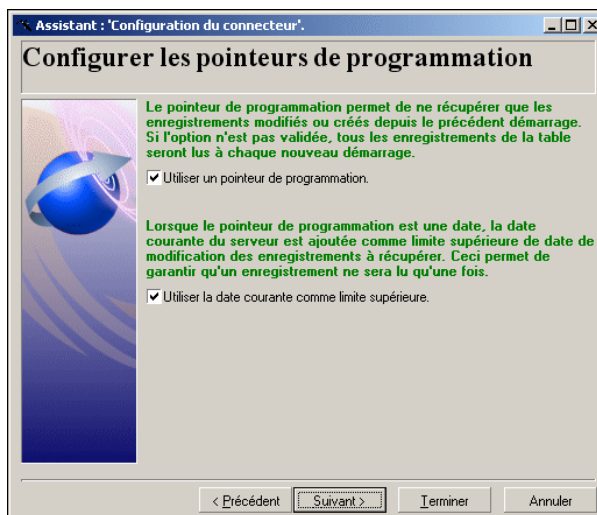 Assistant : 'Configuration du connecteur'.
Configurer les pointeurs de programmation
Le pointeur de programmation permet de ne récupérer que les
enregistrements modifiés ou créés depuis le précédent démarrage.
Si l'option n'est pas validée, tous les enregistrements de la table
seront lus à chaque nouveau démarrage.
Utiliser un pointeur de programmation.
Lorsque le pointeur de programmation est une date, la date
courante du serveur est ajoutée comme limite supérieure de date de
modification des enregistrements à récupérer. Ceci permet de
garantir qu'un enregistrement ne sera lu qu'une fois.
Utiliser la date courante comme limite supérieure.
< Précédent Suivant > Terminer Annuler